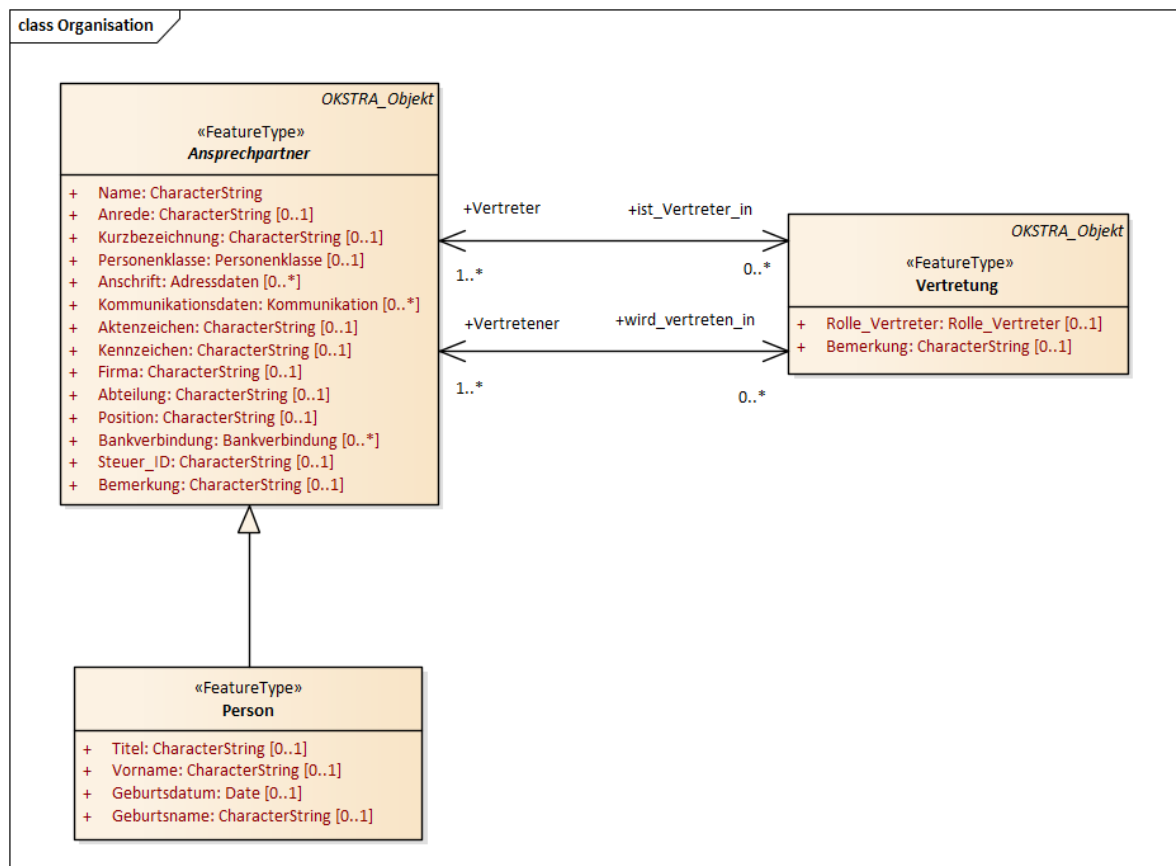 class Organisation
OKSTRA_Objekt
«FeatureType»
Ansprechpartner
+ Name: CharacterString
+ Anrede: CharacterString [0..1]
+ Kurzbezeichnung: CharacterString [0..1]
+ Personenklasse: Personenklasse [0..1]
+ Anschrift: Adressdaten [0..*]
+ Kommunikationsdaten: Kommunikation [0..*]
+ Aktenzeichen: CharacterString [0..1]
+ Kennzeichen: CharacterString [0..1]
+ Firma: CharacterString [0..1]
+ Abteilung: CharacterString [0..1]
+ Position: CharacterString [0..1]
+ Bankverbindung: Bankverbindung [0..*]
+ Steuer_ID: CharacterString [0..1]
+ Bemerkung: CharacterString [0..1]
+Vertreter +ist_Vertreter_in
1..* 0..*
+Vertretener +wird_vertreten_in
1..* 0..*
OKSTRA_Objekt
«FeatureType»
Vertretung
+ Rolle_Vertreter: Rolle_Vertreter [0..1]
+ Bemerkung: CharacterString [0..1]
«FeatureType»
Person
+ Titel: CharacterString [0..1]
+ Vorname: CharacterString [0..1]
+ Geburtsdatum: Date [0..1]
+ Geburtsname: CharacterString [0..1]